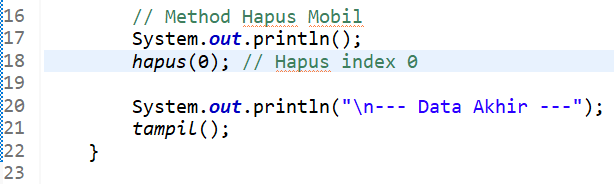 16 // Method Hapus Mobil
17 System.out.println();
18 hapus(0); // Hapus index 0
19
20 System.out.println("\n--- Data Akhir ---");
21 tampil();
22 }
23